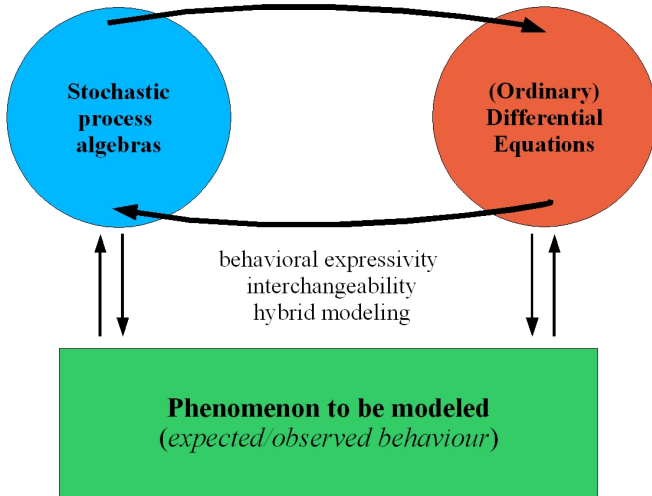 Stochastic
process
algebras
(Ordinary)
Differential
Equations
behavioral expressivity
interchangeability
hybrid modeling
Phenomenon to be modeled
(expected/observed behaviour)